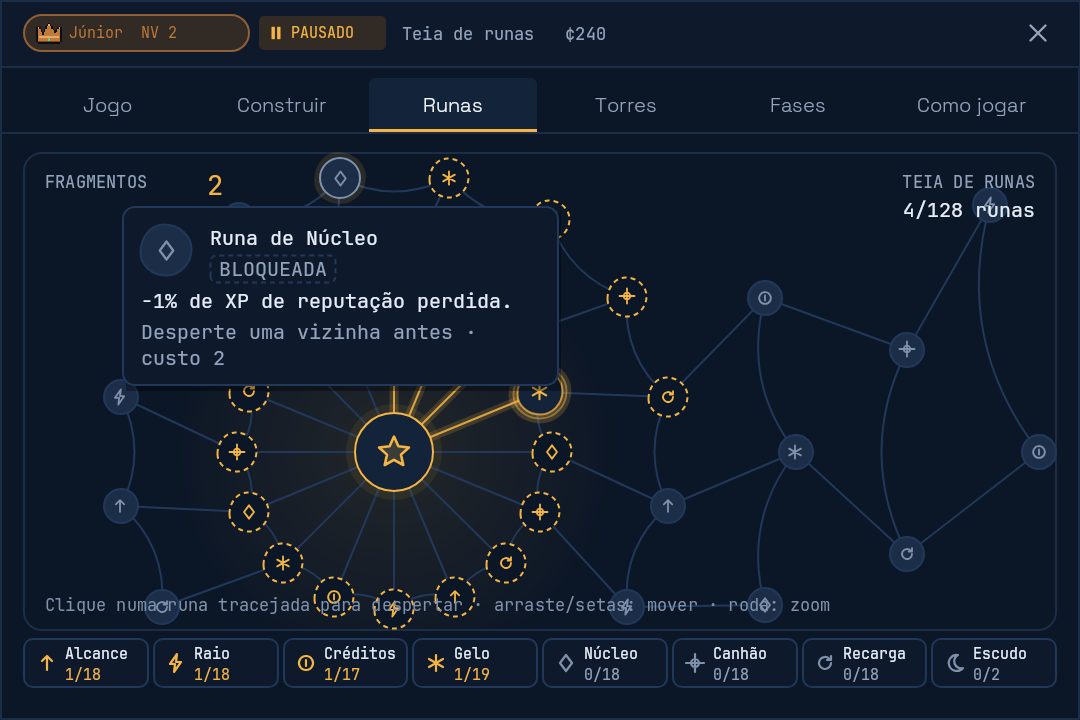 Júnior NV 2
PAUSADO
Teia de runas ₵240
Jogo
Construir
Runas
Torres
Fases
Como jogar
FRAGMENTOS 2
TEIA DE RUNAS
4/128 runas
Runa de Núcleo
BLOQUEADA
-1% de XP de reputação perdida.
Desperte uma vizinha antes ·
custo 2
Clique numa runa tracejada para despertar · arraste/setas: mover · roda: zoom
Alcance
1/18
Raio
1/18
Créditos
1/17
Gelo
1/19
Núcleo
0/18
Canhão
0/18
Recarga
0/18
Escudo
0/2